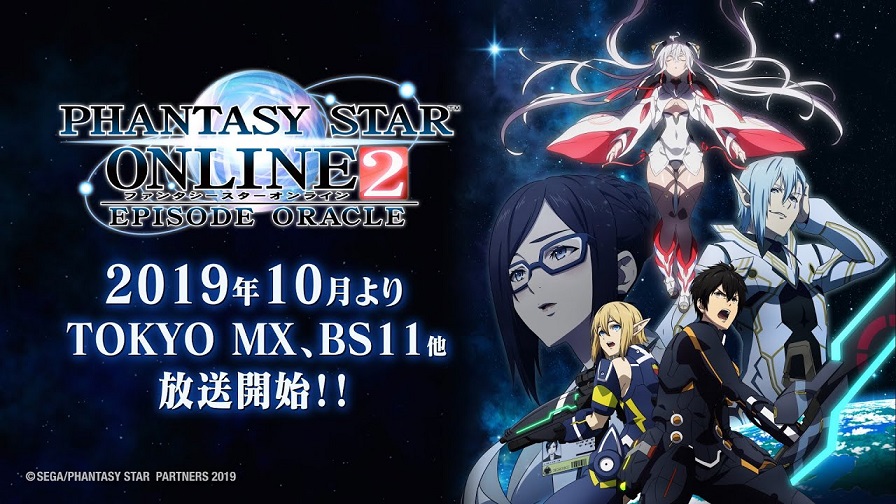 PHANTASY STAR™
ONLINE 2
ファンタシースターオンライン
EPISODE ORACLE
2019年10月より
TOKYO MX、BS11他
放送開始!!
©SEGA/PHANTASY STAR PARTNERS 2019